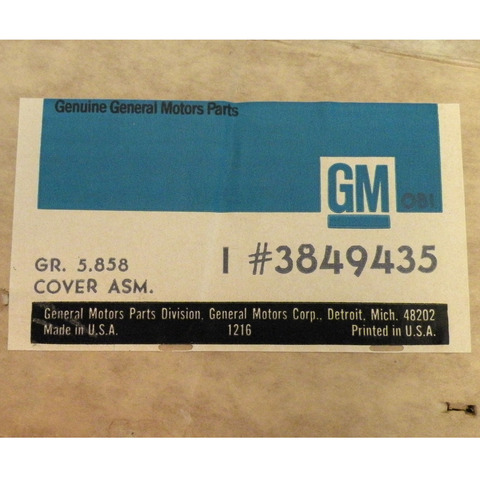 Genuine General Motors Parts
GM
OBI
GR. 5.858
1 #3849435
COVER ASM.
General Motors Parts Division, General Motors Corp., Detroit, Mich. 48202
Made in U.S.A. 1216 Printed in U.S.A.